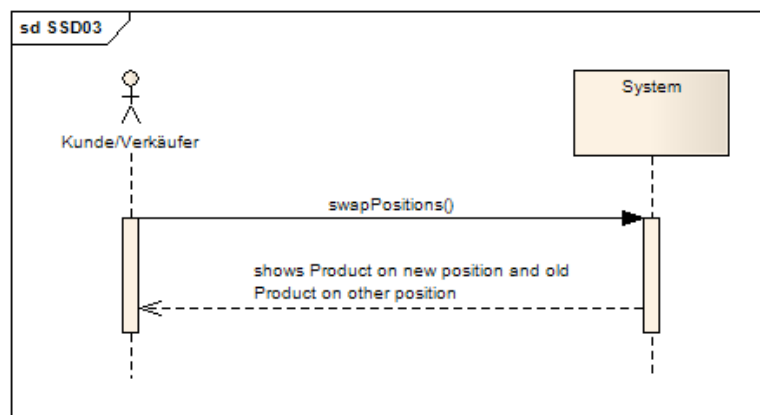 sd SSD03
System
Kunde/Verkäufer
swapPositions()
shows Product on new position and old
Product on other position